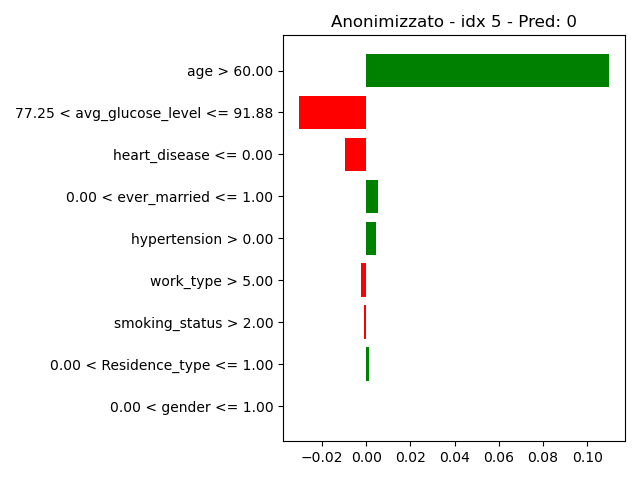 Anonimizzato - idx 5 - Pred: 0
age > 60.00
77.25 < avg_glucose_level <= 91.88
heart_disease <= 0.00
0.00 < ever_married <= 1.00
hypertension > 0.00
work_type > 5.00
smoking_status > 2.00
0.00 < Residence_type <= 1.00
0.00 < gender <= 1.00
−0.02 0.00 0.02 0.04 0.06 0.08 0.10